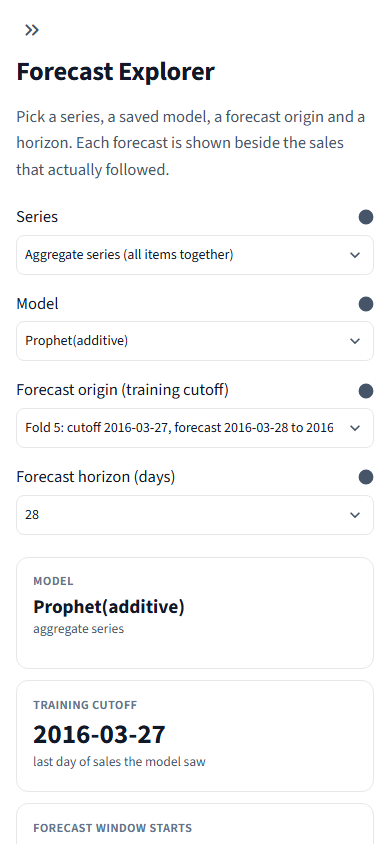 Forecast Explorer
Pick a series, a saved model, a forecast origin and a
horizon. Each forecast is shown beside the sales
that actually followed.
Series
Aggregate series (all items together)
Model
Prophet(additive)
Forecast origin (training cutoff)
Fold 5: cutoff 2016-03-27, forecast 2016-03-28 to 2016
Forecast horizon (days)
28
MODEL
Prophet(additive)
aggregate series
TRAINING CUTOFF
2016-03-27
last day of sales the model saw
FORECAST WINDOW STARTS